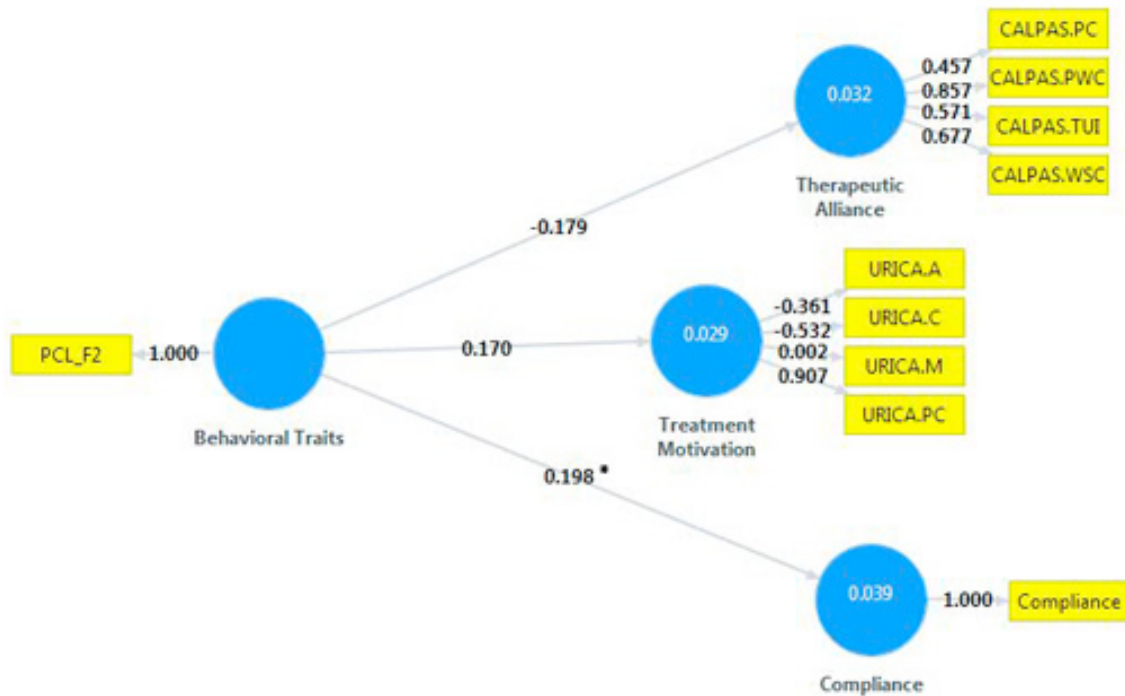 CALPAS.PC
0.457
CALPAS.PWC
0.857
0.032
0.571
CALPAS.TUI
0.677
CALPAS.WSC
Therapeutic
Alliance
-0.179
URICA.A
-0.361
URICA.C
-0.532
0.029
0.002
URICA.M
0.907
URICA.PC
PCL_F2
1.000
0.170
Behavioral Traits
Treatment
Motivation
0.198 *
0.039
1.000
Compliance
Compliance